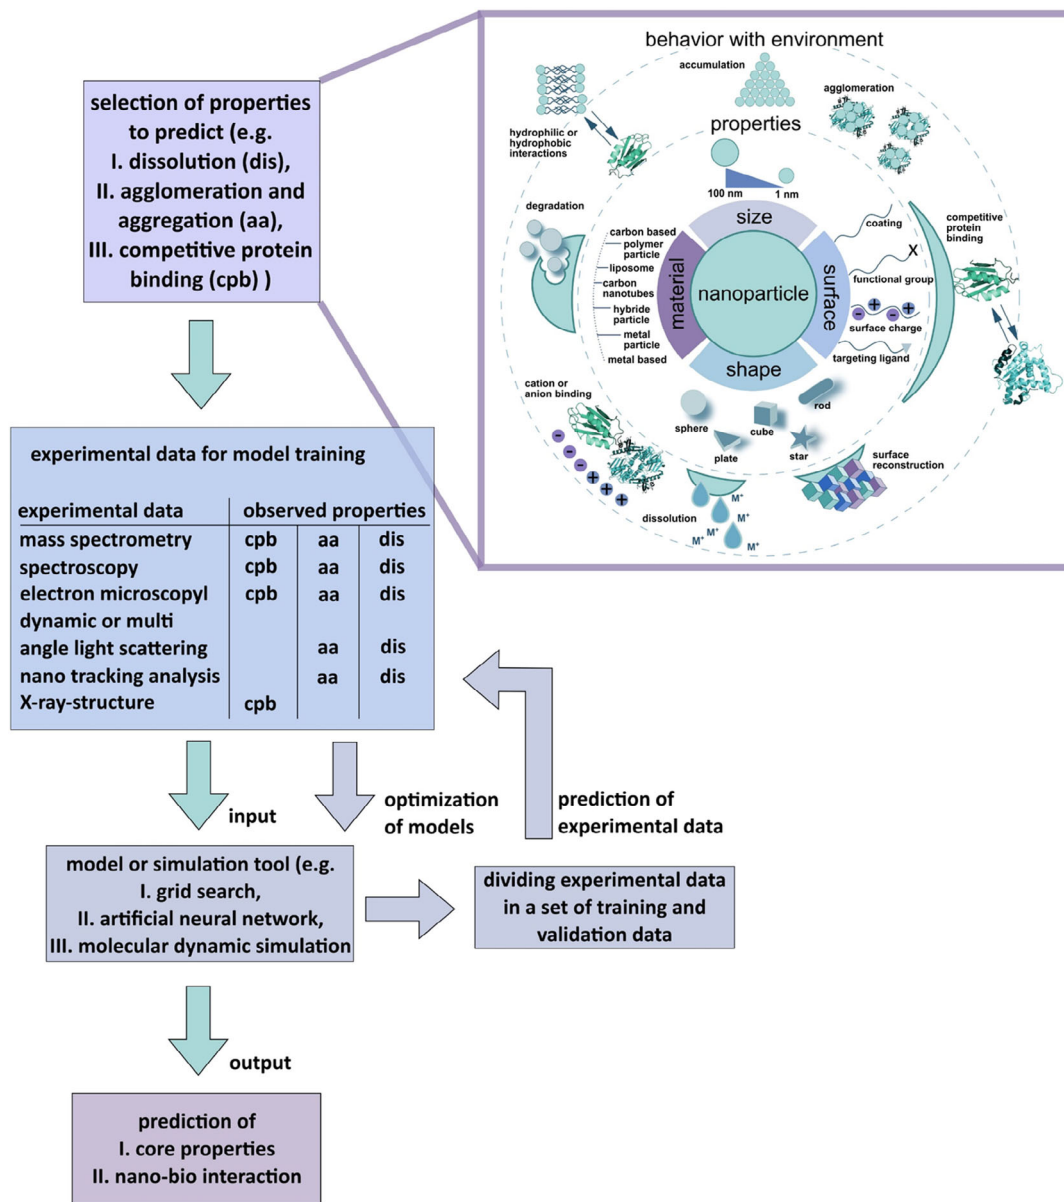 selection of properties
to predict (e.g.
I. dissolution (dis),
II. agglomeration and
aggregation (aa),
III. competitive protein
binding (cpb) )
behavior with environment
accumulation
agglomeration
hydrophilic or
hydrophobic
interactions
properties
100 nm
1 nm
degradation
size
competitive
protein
binding
coating
carbon based
polymer
particle
liposome
carbon
nanotubes
hybride
particle
metal
particle
metal based
material
nanoparticle
surface
X
functional group
− + − +
surface charge
targeting ligand
shape
cation or
anion binding
− − − + + +
sphere
plate
cube
star
rod
surface
reconstruction
dissolution
M⁺
M⁺
M⁺
M⁺
M⁺
experimental data for model training
experimental data observed properties
mass spectrometry cpb aa dis
spectroscopy cpb aa dis
electron microscopyl cpb aa dis
dynamic or multi
angle light scattering aa dis
nano tracking analysis aa dis
X-ray-structure cpb
input
optimization
of models
prediction of
experimental data
model or simulation tool (e.g.
I. grid search,
II. artificial neural network,
III. molecular dynamic simulation
dividing experimental data
in a set of training and
validation data
output
prediction of
I. core properties
II. nano-bio interaction